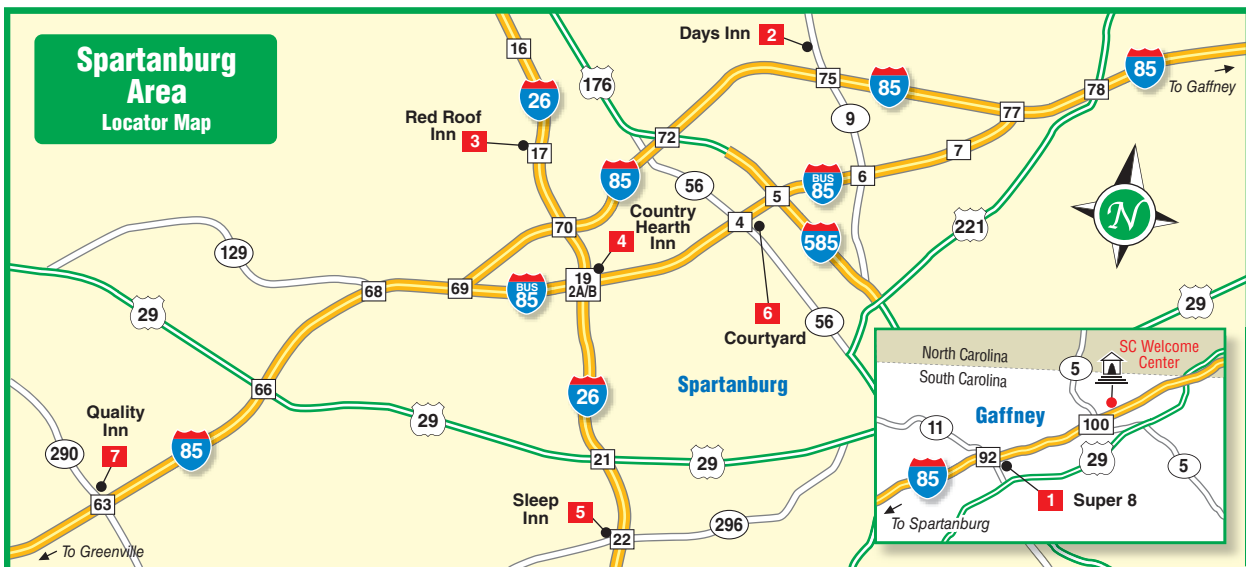 Spartanburg
Area
Locator Map
16
26
Red Roof
Inn
3
17
176
Days Inn
2
75
85
9
78
85
To Gaffney
77
7
72
85
56
BUS
85
6
5
4
585
221
N
70
Country
Hearth
Inn
4
19
2A/B
129
68
69
BUS
85
6
Courtyard
56
29
29
66
26
Spartanburg
29
Quality
Inn
7
290
85
63
To Greenville
21
29
Sleep
Inn
5
22
296
North Carolina
South Carolina
5
SC Welcome
Center
Gaffney
11
100
92
29
5
85
1
Super 8
To Spartanburg